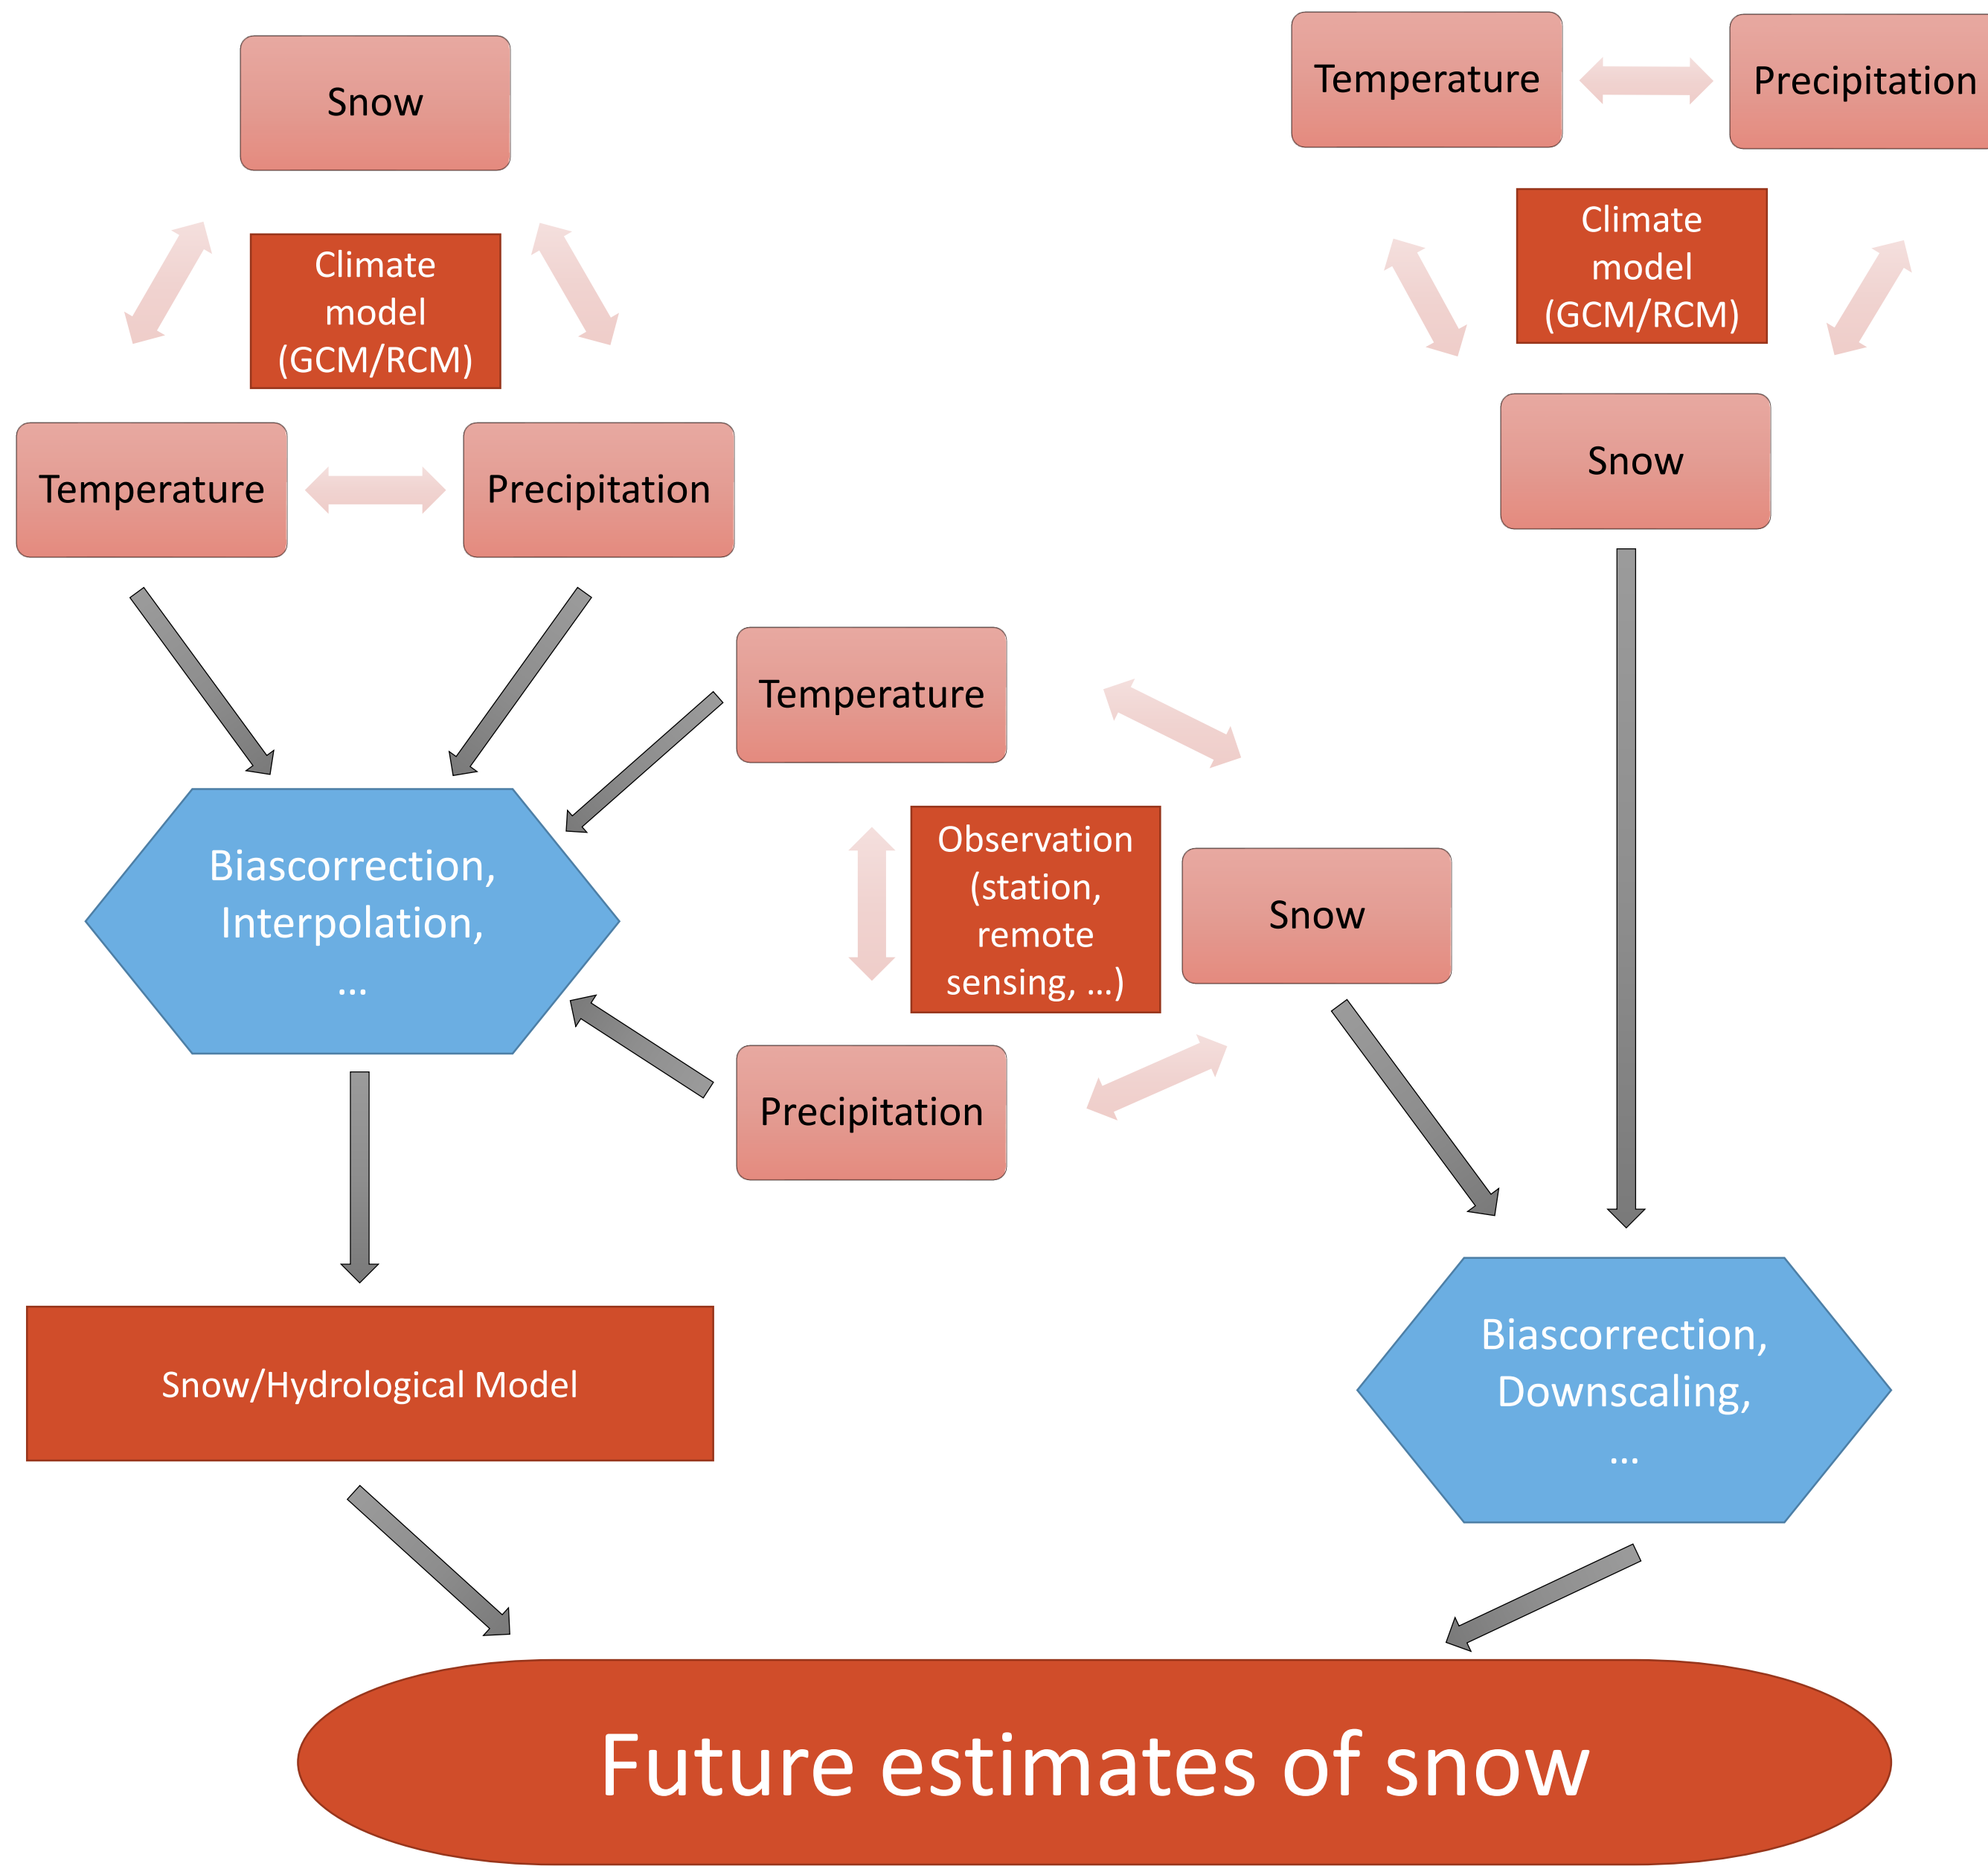 Snow
Climate
model
(GCM/RCM)
Temperature
Precipitation
Temperature
Precipitation
Climate
model
(GCM/RCM)
Snow
Temperature
Observation
(station,
remote
sensing, ...)
Snow
Precipitation
Biascorrection,
Interpolation,
...
Snow/Hydrological Model
Biascorrection,
Downscaling,
...
Future estimates of snow